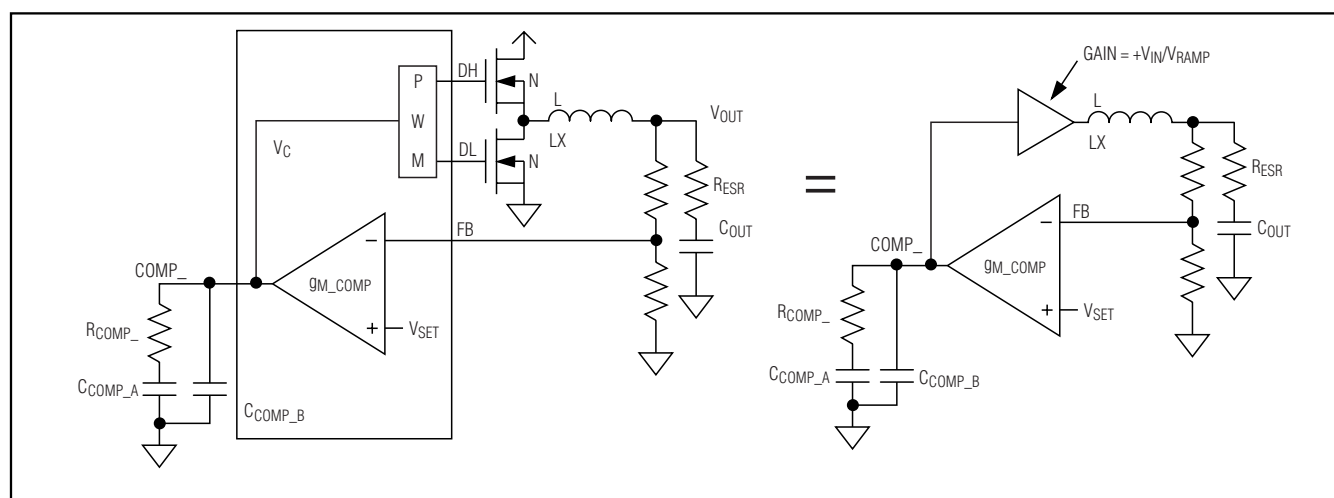 P
W
M
DH
DL
N
N
L
LX
VOUT
VC
RESR
COUT
FB
COMP_
gM_COMP
−
+
VSET
RCOMP_
CCOMP_A
CCOMP_B
=
GAIN = +VIN/VRAMP
L
LX
RESR
COUT
FB
COMP_
gM_COMP
−
+
VSET
RCOMP_
CCOMP_A
CCOMP_B